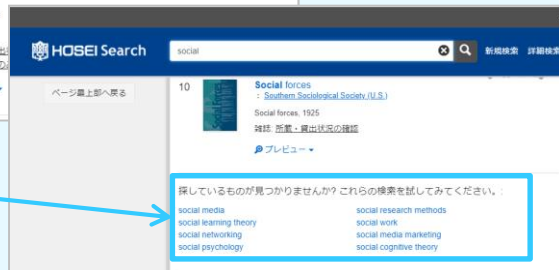 HOSEI Search
social
新規検索 詳細検索
ページ最上部へ戻る
10
Social forces
: Southern Sociological Society (U.S.)
Social forces, 1925
雑誌 所蔵・貸出状況の確認
プレビュー
探しているものが見つかりませんか? これらの検索を試してみてください。:
social media
social research methods
social learning theory
social work
social networking
social media marketing
social psychology
social cognitive theory